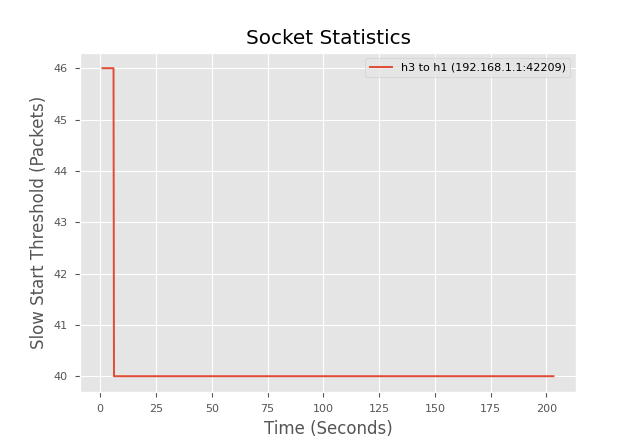 Socket Statistics
h3 to h1 (192.168.1.1:42209)
Slow Start Threshold (Packets)
46
45
44
43
42
41
40
0 25 50 75 100 125 150 175 200
Time (Seconds)